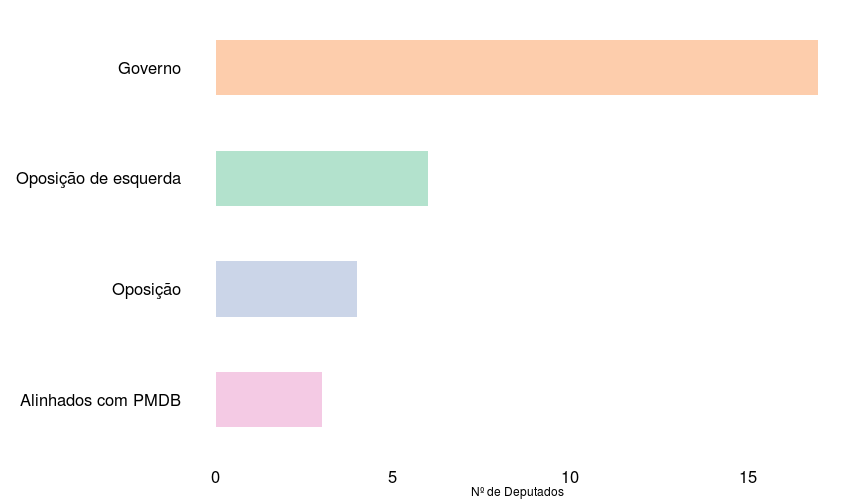 Governo
Oposição de esquerda
Oposição
Alinhados com PMDB
0 5 10 15
Nº de Deputados